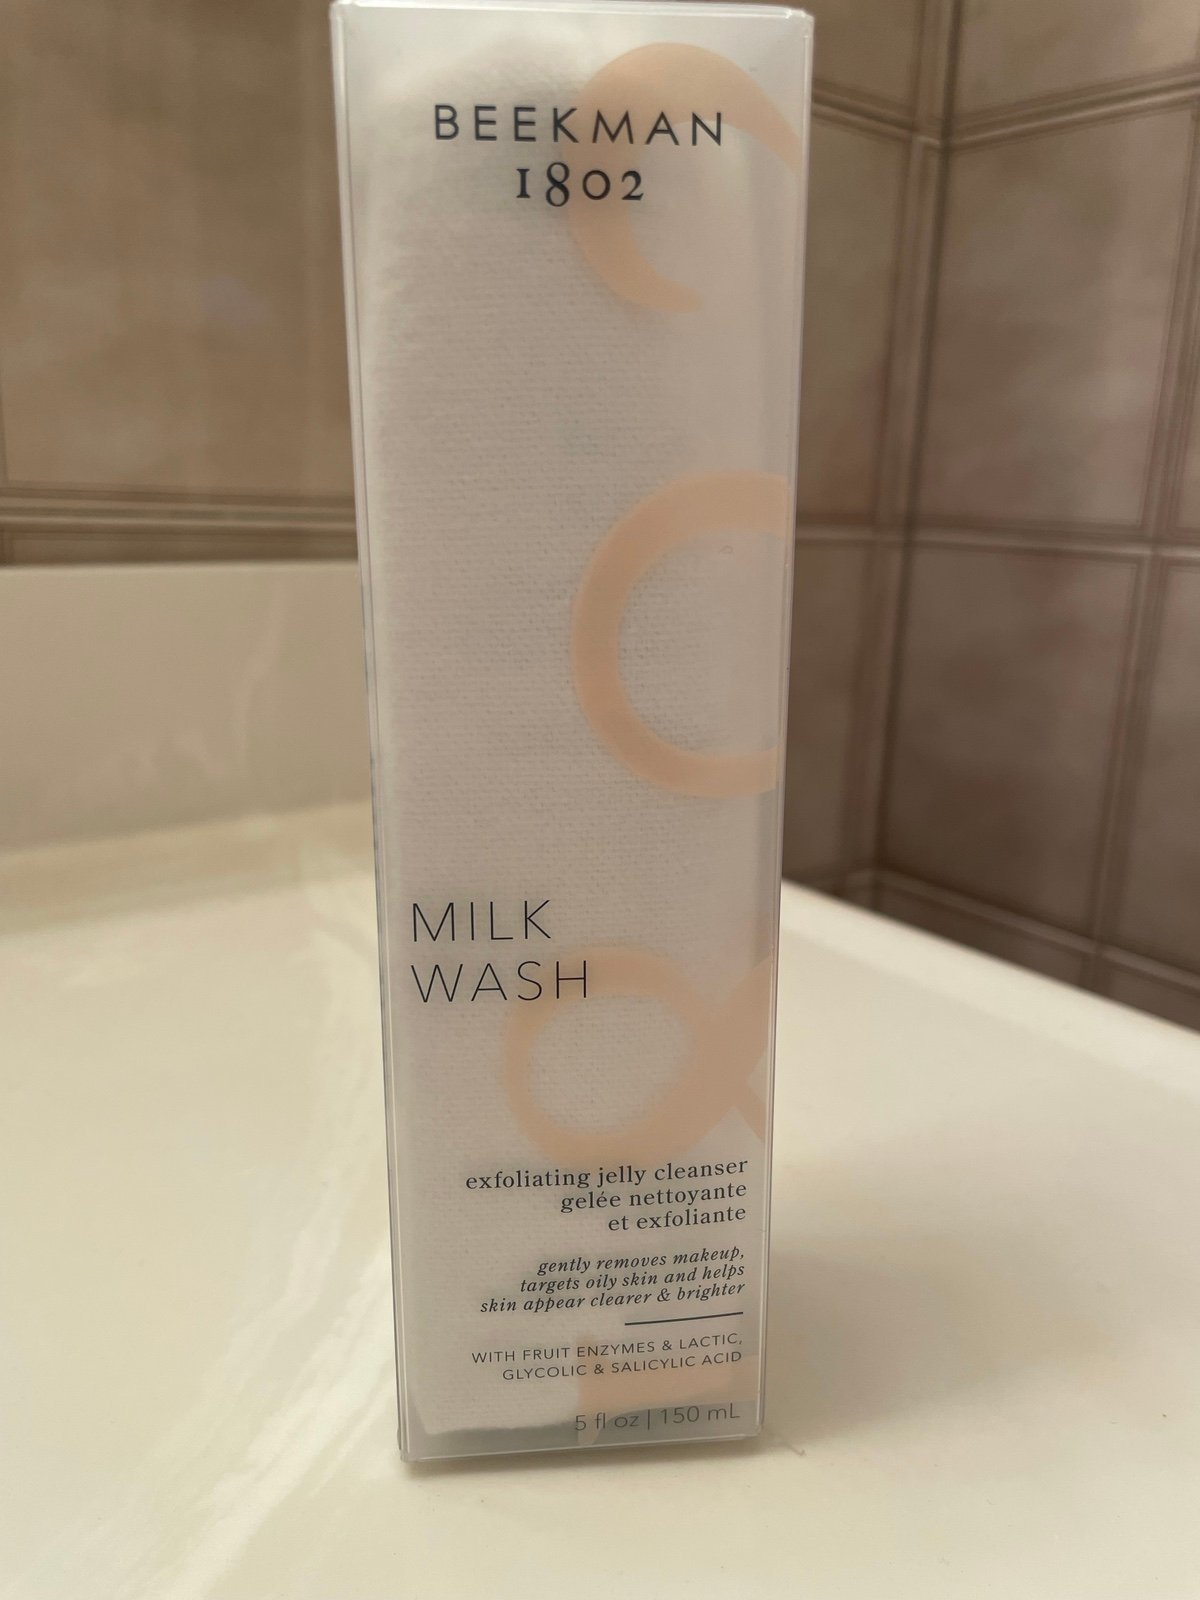 BEEKMAN
1802
MILK
WASH
exfoliating jelly cleanser
gelée nettoyante
et exfoliante
gently removes makeup,
targets oily skin and helps
skin appear clearer & brighter
WITH FRUIT ENZYMES & LACTIC,
GLYCOLIC & SALICYLIC ACID
5 fl oz | 150 mL